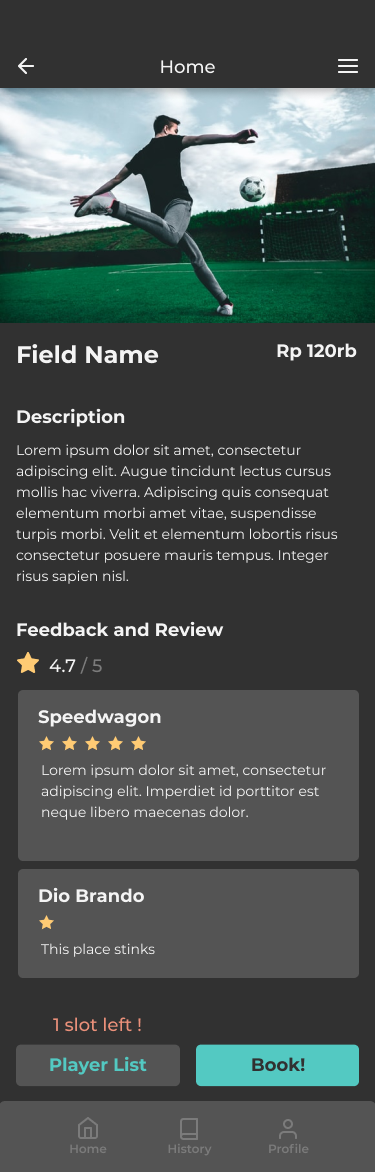 Home
Field Name
Rp 120rb
Description
Lorem ipsum dolor sit amet, consectetur
adipiscing elit. Augue tincidunt lectus cursus
mollis hac viverra. Adipiscing quis consequat
elementum morbi amet vitae, suspendisse
turpis morbi. Velit et elementum lobortis risus
consectetur posuere mauris tempus. Integer
risus sapien nisl.
Feedback and Review
4.7 / 5
Speedwagon
Lorem ipsum dolor sit amet, consectetur
adipiscing elit. Imperdiet id porttitor est
neque libero maecenas dolor.
Dio Brando
This place stinks
1 slot left !
Player List
Book!
Home
History
Profile